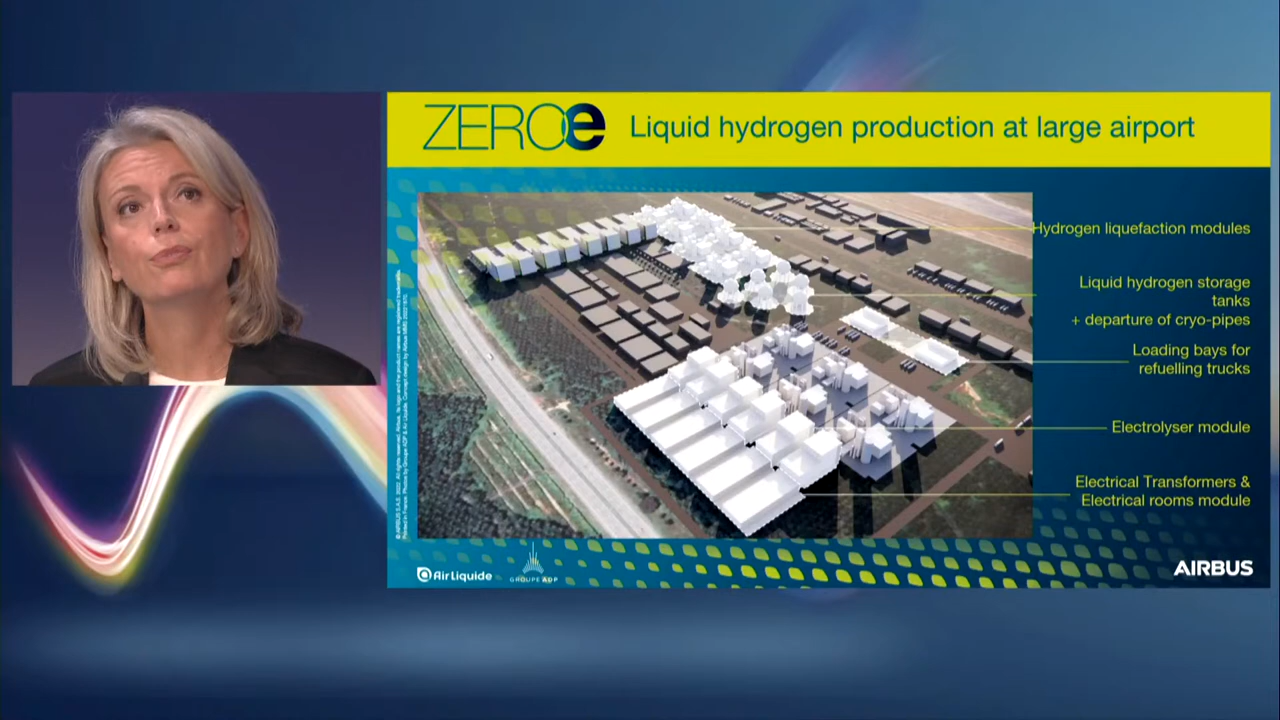 ZEROe
Liquid hydrogen production at large airport
Hydrogen liquefaction modules
Liquid hydrogen storage
tanks
+ departure of cryo-pipes
Loading bays for
refuelling trucks
Electrolyser module
Electrical Transformers &
Electrical rooms module
Air Liquide
GROUPE ADP
AIRBUS